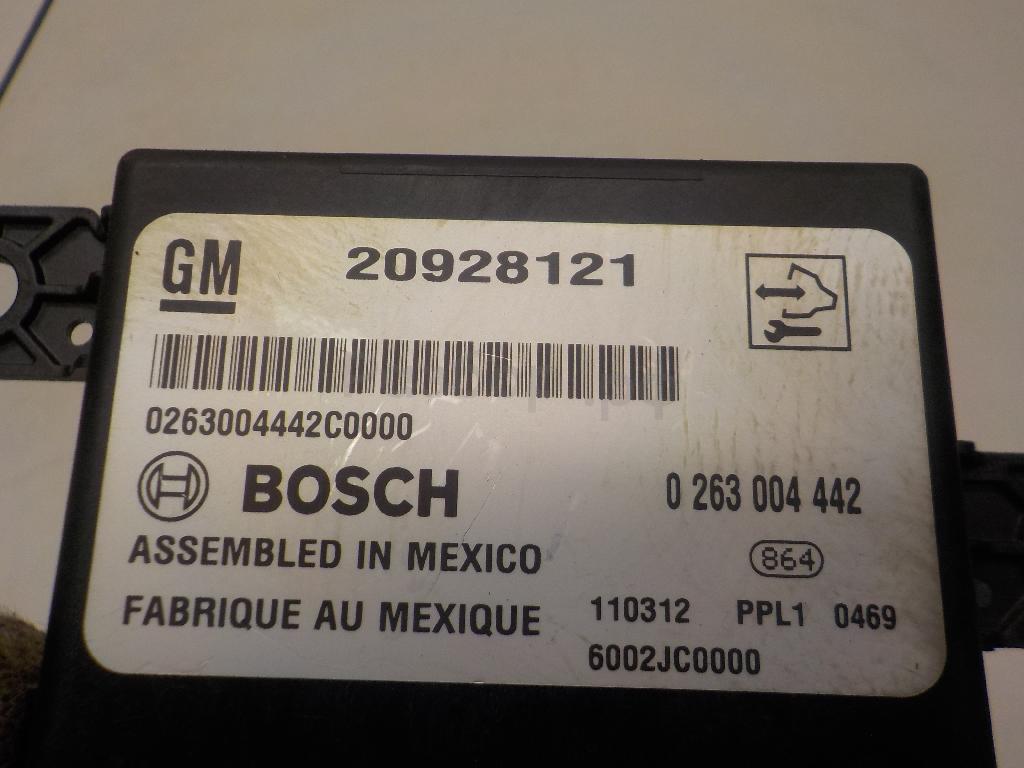 GM 20928121
0263004442C0000
BOSCH 0 263 004 442
ASSEMBLED IN MEXICO 864
FABRIQUE AU MEXIQUE 110312 PPL1 0469
6002JC0000